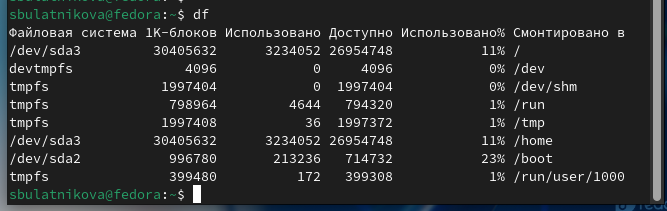 sbulatnikova@fedora:~$ df
Файловая система 1K-блоков Использовано Доступно Использовано% Смонтировано в
/dev/sda3 30405632 3234052 26954748 11% /
devtmpfs 4096 0 4096 0% /dev
tmpfs 1997404 0 1997404 0% /dev/shm
tmpfs 798964 4644 794320 1% /run
tmpfs 1997408 36 1997372 1% /tmp
/dev/sda3 30405632 3234052 26954748 11% /home
/dev/sda2 996780 213236 714732 23% /boot
tmpfs 399480 172 399308 1% /run/user/1000
sbulatnikova@fedora:~$